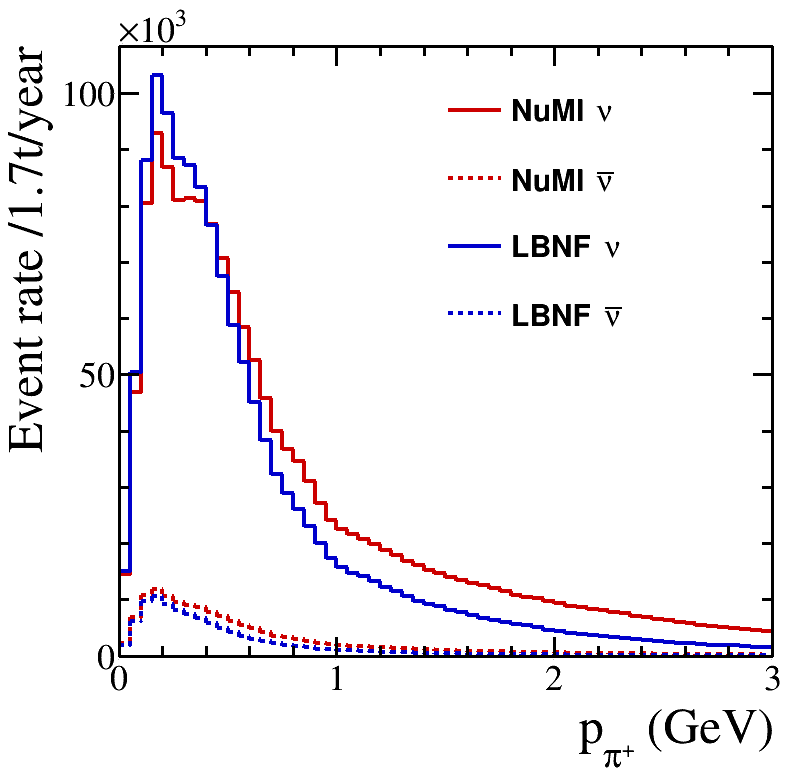 ×10³
Event rate /1.7t/year
100
50
0
NuMI ν
NuMI ν̅
LBNF ν
LBNF ν̅
0 1 2 3
p_π⁺ (GeV)